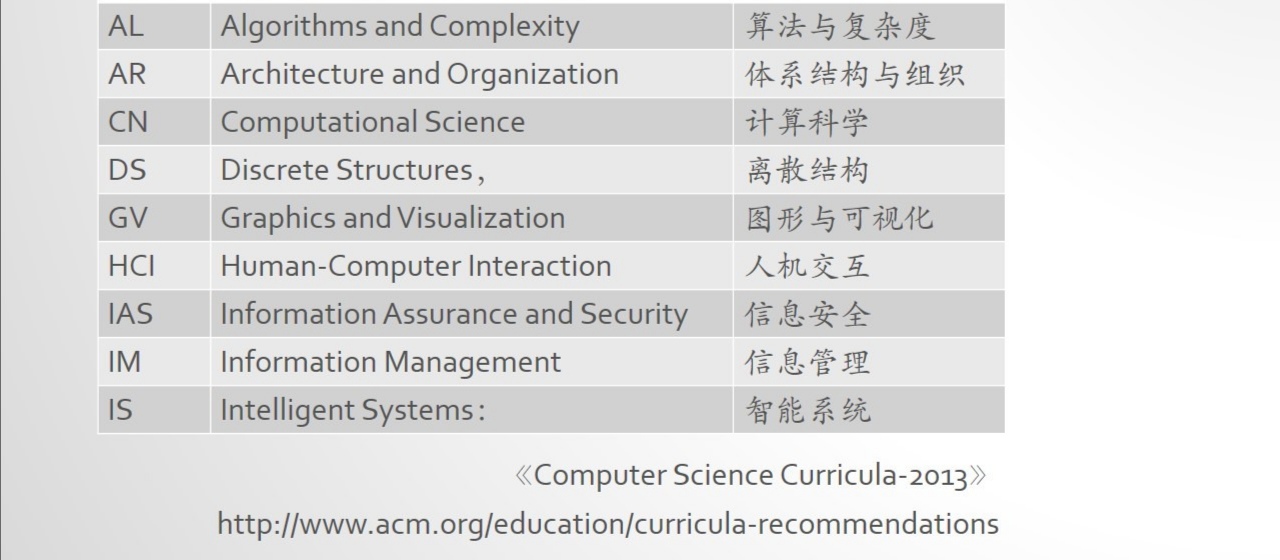 AL Algorithms and Complexity 算法与复杂度
AR Architecture and Organization 体系结构与组织
CN Computational Science 计算科学
DS Discrete Structures， 离散结构
GV Graphics and Visualization 图形与可视化
HCI Human-Computer Interaction 人机交互
IAS Information Assurance and Security 信息安全
IM Information Management 信息管理
IS Intelligent Systems： 智能系统
《Computer Science Curricula-2013》
http://www.acm.org/education/curricula-recommendations